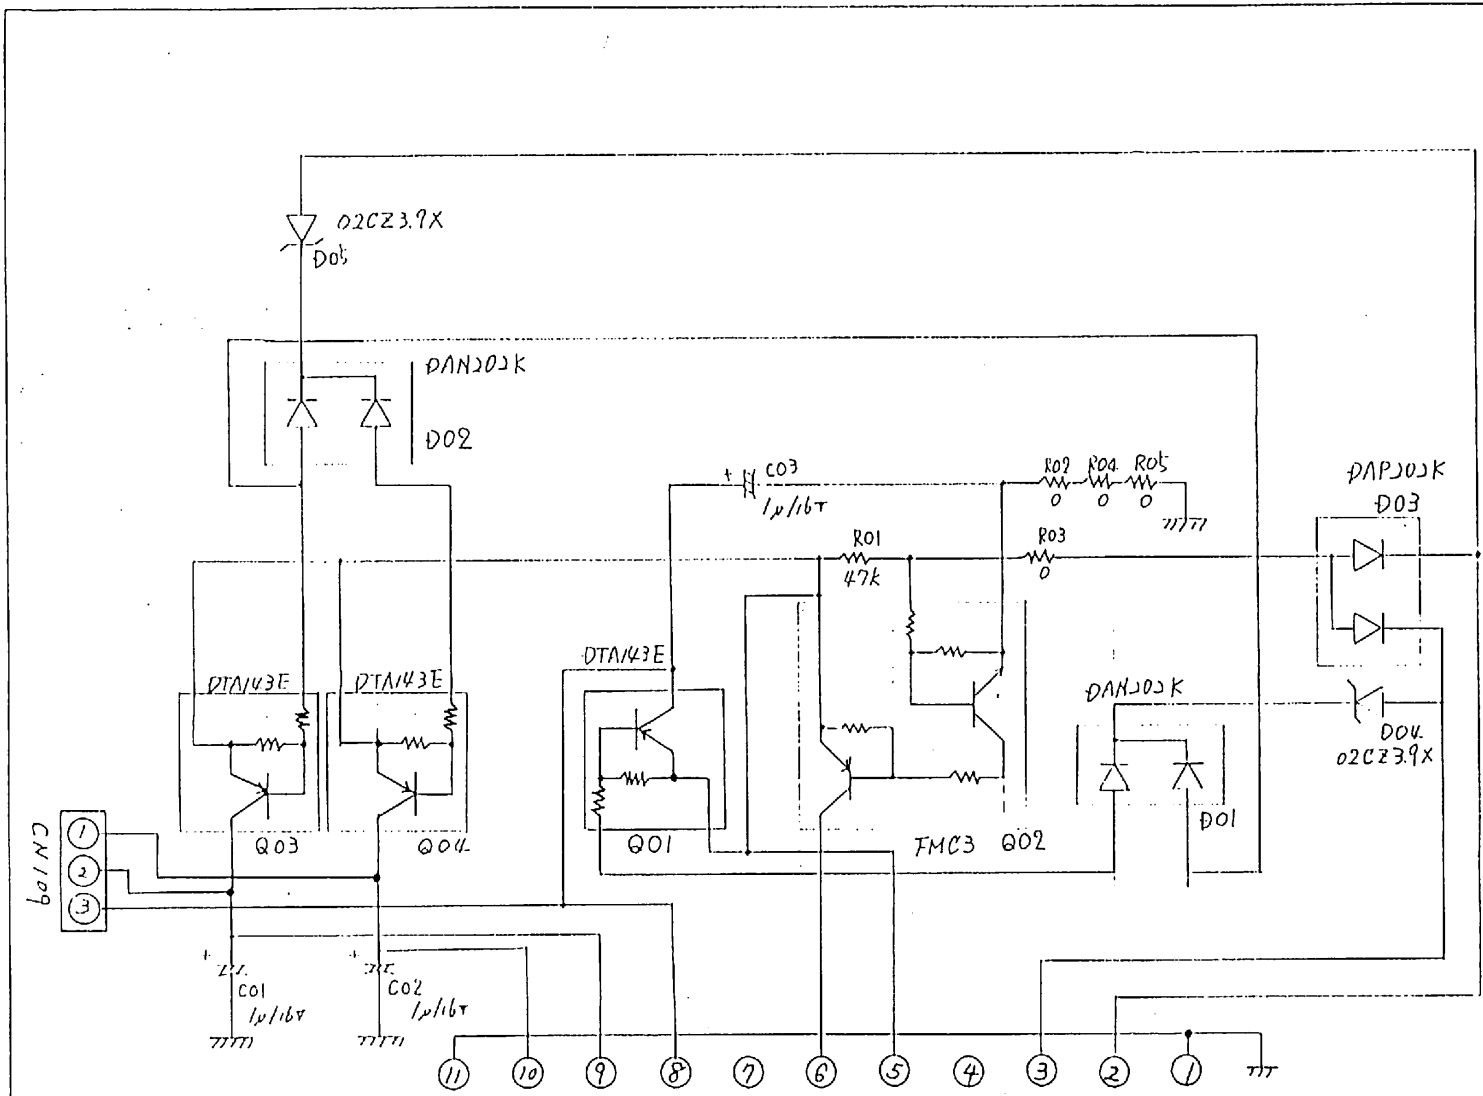 02CZ3.9X
D05
DAN202K
D02
+ C03
1μ/16V
R02 R04 R05
0 0 0
DAP202K
D03
R01
47K
R03
0
DTA143E
DTA143E DTA143E
DAN202K
D04
02CZ3.9X
D01
Q03 Q04 Q01 FMC3 Q02
CN109
1
2
3
+
C01
1μ/16V
+
C02
1μ/16V
11 10 9 8 7 6 5 4 3 2 1